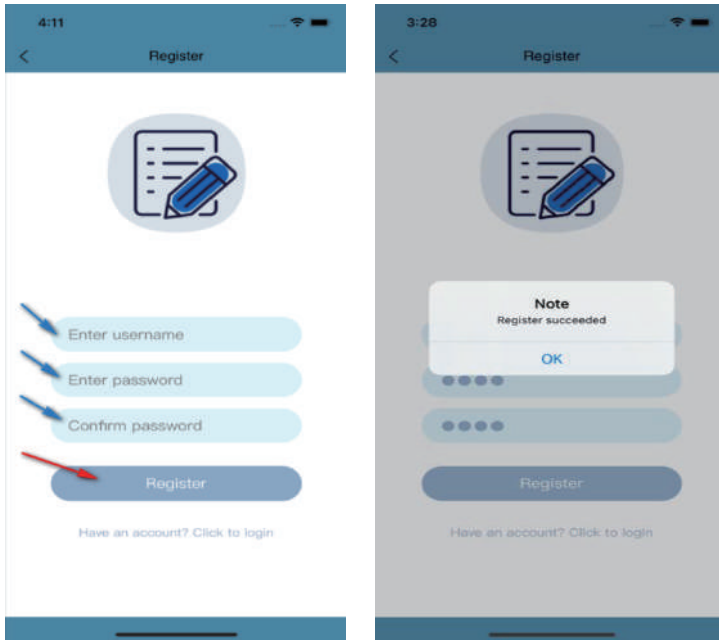 4:11
Register
Enter username
Enter password
Confirm password
Register
Have an account? Click to login
3:28
Register
Note
Register succeeded
OK
Register
Have an account? Click to login